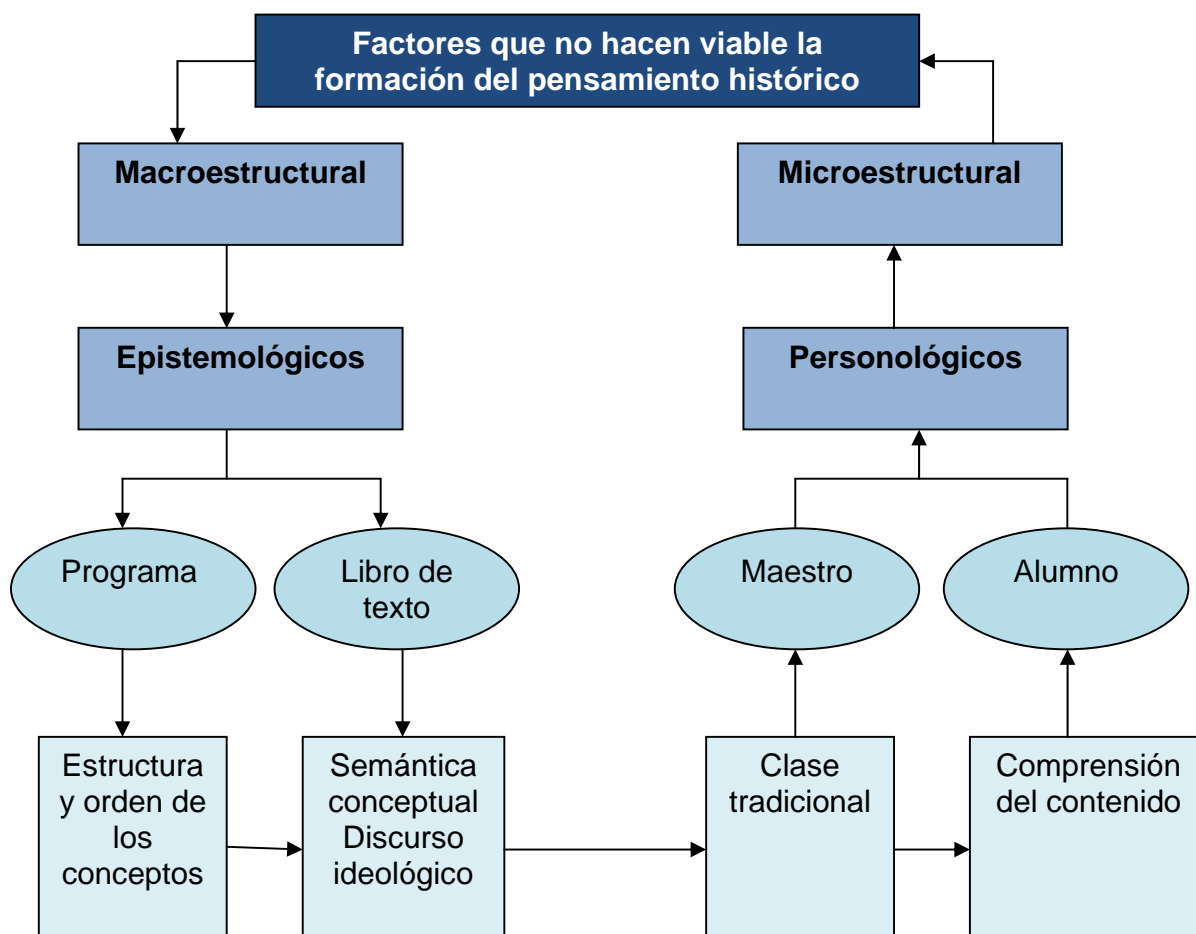 Factores que no hacen viable la
formación del pensamiento histórico
Macroestructural
Microestructural
Epistemológicos
Personológicos
Programa
Libro de
texto
Maestro
Alumno
Estructura
y orden de
los
conceptos
Semántica
conceptual
Discurso
ideológico
Clase
tradicional
Comprensión
del contenido